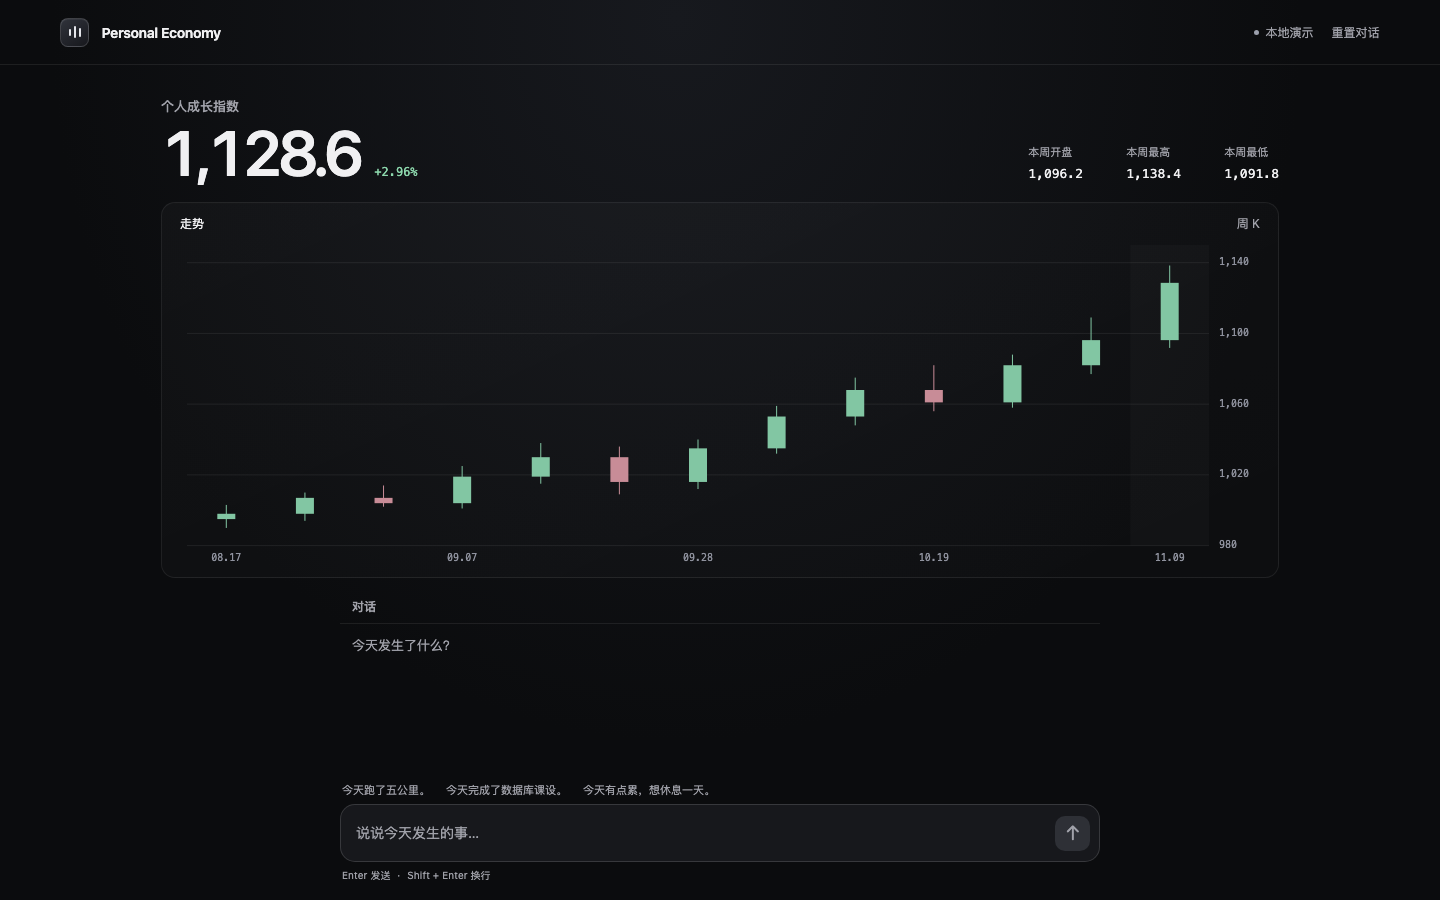 Personal Economy
本地演示 重置对话
个人成长指数
1,128.6 +2.96%
本周开盘 本周最高 本周最低
1,096.2 1,138.4 1,091.8
走势 周 K
1,140
1,100
1,060
1,020
980
08.17 09.07 09.28 10.19 11.09
对话
今天发生了什么?
今天跑了五公里。 今天完成了数据库课设。 今天有点累，想休息一天。
说说今天发生的事...
Enter 发送 · Shift + Enter 换行